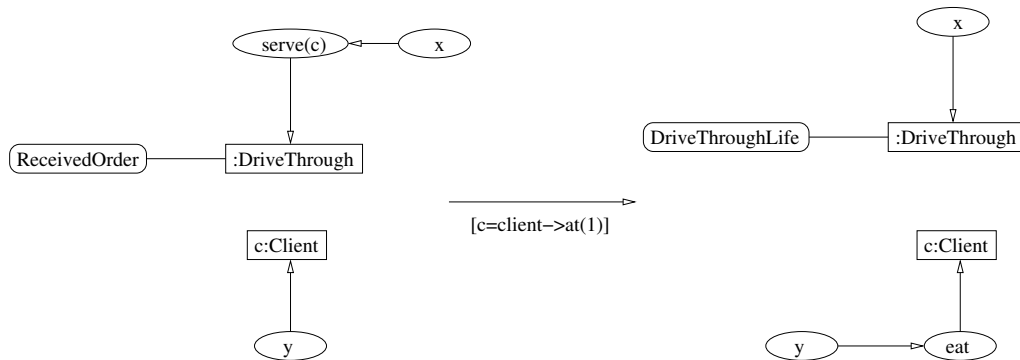 serve(c)
x
ReceivedOrder
:DriveThrough
c:Client
y
[c=client−>at(1)]
x
DriveThroughLife
:DriveThrough
c:Client
y
eat